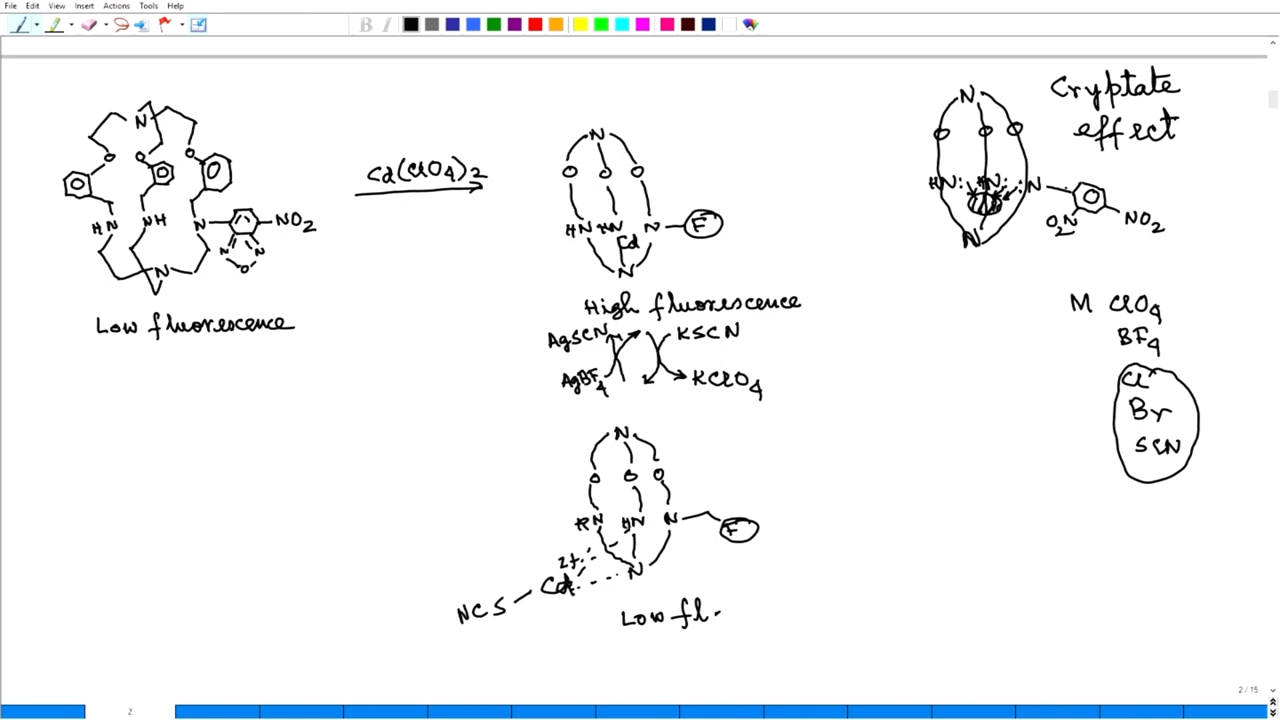 File Edit View Insert Actions Tools Help
B I
N
O O O
HN NH N
NO2
N N
O
N
Low fluorescence
Cd(ClO4)2
N
O O O
HN HN N F
Cd
N
High fluorescence
AgSCN KSCN
AgBF4 KClO4
N
O O O
HN HN N F
2+
Cd N
NCS
Low fl.
N
O O O
HN: HN: :N
O2N NO2
N
Cryptate
effect
M ClO4
BF4
Cl-
Br
SCN
2 / 15
2